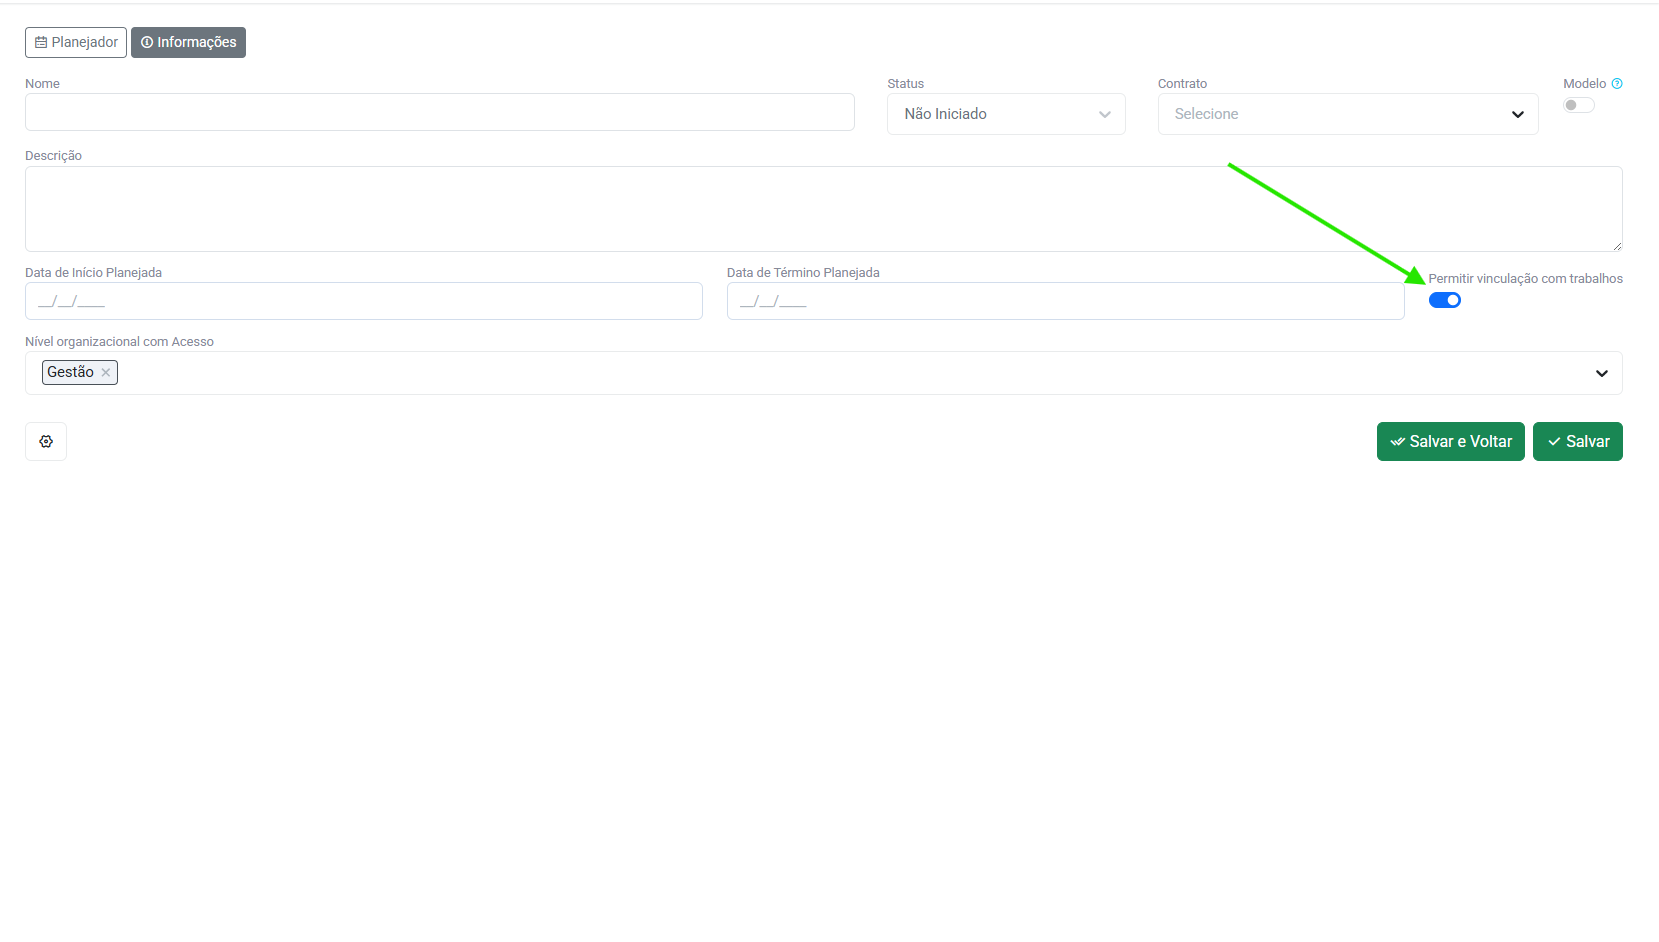 Planejador Informações
Nome Status Contrato Modelo
Não Iniciado Selecione
Descrição
Data de Início Planejada Data de Término Planejada Permitir vinculação com trabalhos
__/__/____ __/__/____
Nível organizacional com Acesso
Gestão
Salvar e Voltar Salvar